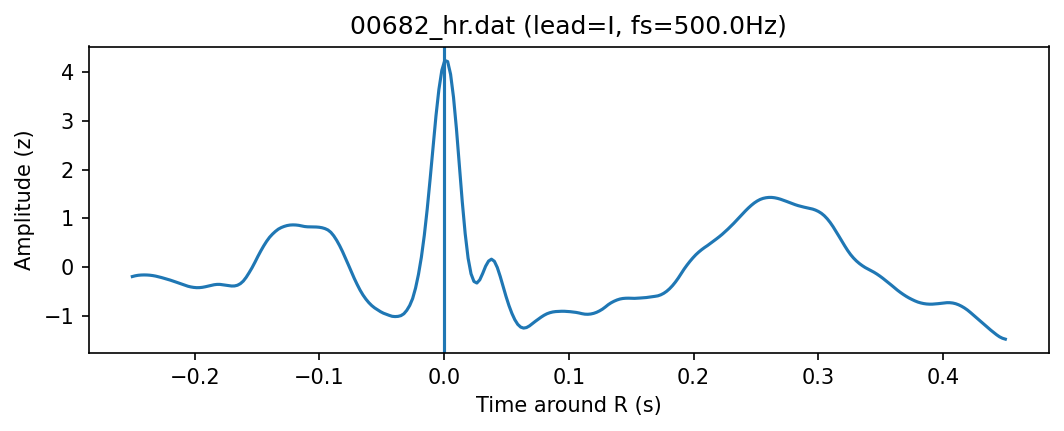 00682_hr.dat (lead=I, fs=500.0Hz)
Amplitude (z)
4
3
2
1
0
−1
−0.2 −0.1 0.0 0.1 0.2 0.3 0.4
Time around R (s)